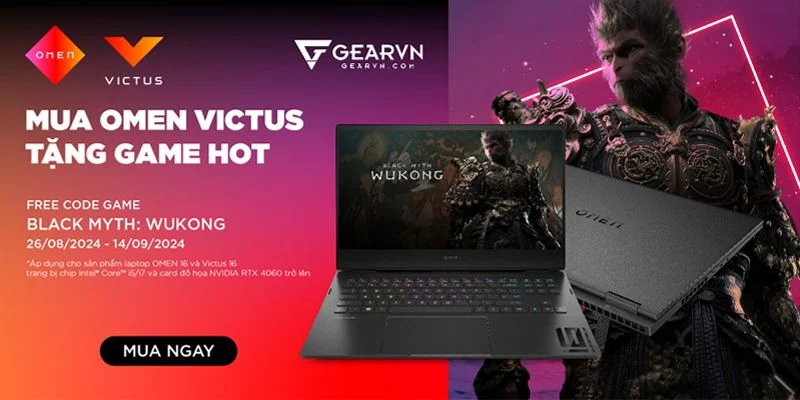 OMEN
VICTUS
GEARVN
GEARVN.COM
MUA OMEN VICTUS
TẶNG GAME HOT
FREE CODE GAME
BLACK MYTH: WUKONG
26/08/2024 - 14/09/2024
*Áp dụng cho sản phẩm laptop OMEN 16 và Victus 16
trang bị chip Intel® Core™ i5/i7 và card đồ họa NVIDIA RTX 4060 trở lên
MUA NGAY
BLACK MYTH
WUKONG
OMEN